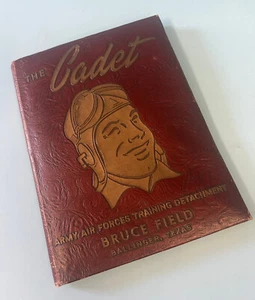 THE
Cadet
ARMY AIR FORCES TRAINING DETACHMENT
BRUCE FIELD
BALLINGER, TEXAS